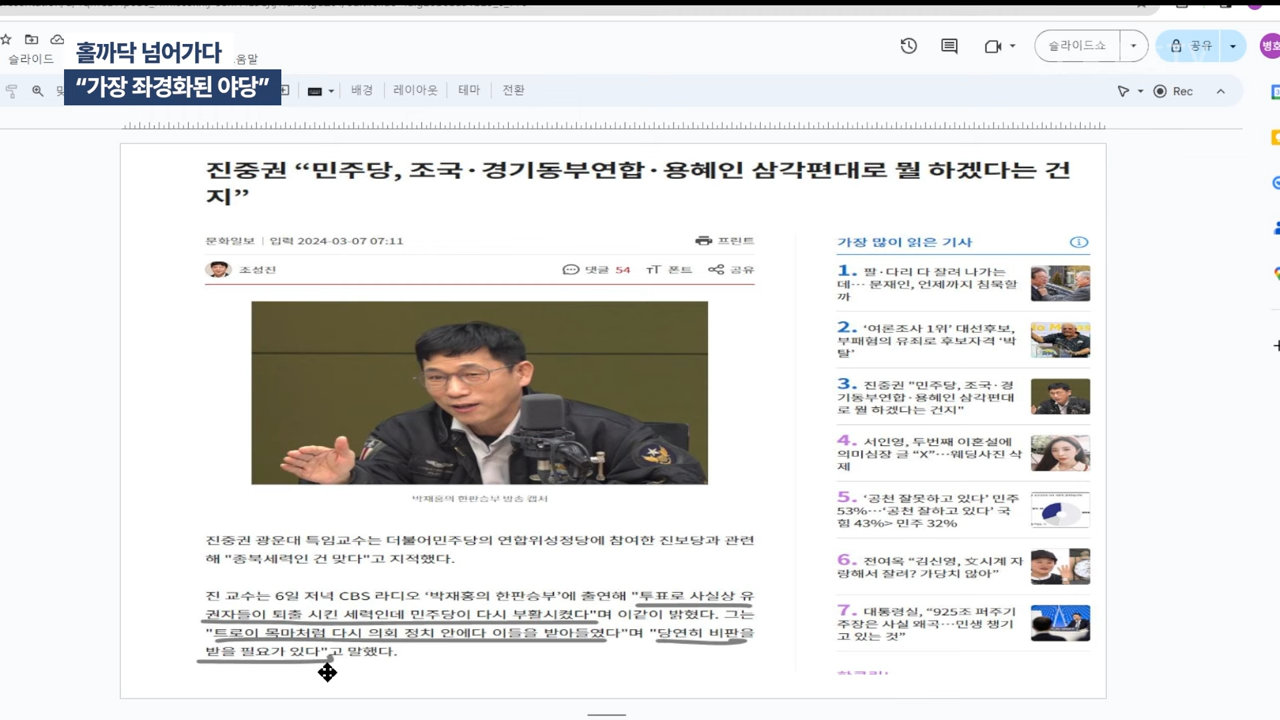 홀까닥 넘어가다
“가장 좌경화된 야당”
슬라이드
움말
배경
레이아웃
테마
전환
슬라이드쇼
공유
병호
Rec
진중권 “민주당, 조국·경기동부연합·용혜인 삼각편대로 뭘 하겠다는 건
지”
문화일보 | 입력 2024-03-07 07:11
프린트
조성진
댓글 54
폰트
공유
박재홍의 한판승부 방송 캡처
진중권 광운대 특임교수는 더불어민주당의 연합위성정당에 참여한 진보당과 관련
해 "종북세력인 건 맞다"고 지적했다.
진 교수는 6일 저녁 CBS 라디오 ‘박재홍의 한판승부’에 출연해 "투표로 사실상 유
권자들이 퇴출 시킨 세력인데 민주당이 다시 부활시켰다"며 이같이 밝혔다. 그는
"트로이 목마처럼 다시 의회 정치 안에다 이들을 받아들였다"며 "당연히 비판을
받을 필요가 있다"고 말했다.
가장 많이 읽은 기사
1. 팔·다리 다 잘려 나가는
데… 문재인, 언제까지 침묵할
까
2. ‘여론조사 1위’ 대선후보,
부패혐의 유죄로 후보자격 ‘박
탈’
3. 진중권 “민주당, 조국·경
기동부연합·용혜인 삼각편대
로 뭘 하겠다는 건지”
4. 서인영, 두번째 이혼설에
의미심장 글 “X”…웨딩사진 삭
제
5. ‘공천 잘못하고 있다’ 민주
53%…‘공천 잘하고 있다’ 국
힘 43%> 민주 32%
6. 전여옥 “김신영, 文시계 자
랑해서 잘려? 가당치 않아”
7. 대통령실, “925조 퍼주기
주장은 사실 왜곡…민생 챙기
고 있는 것”